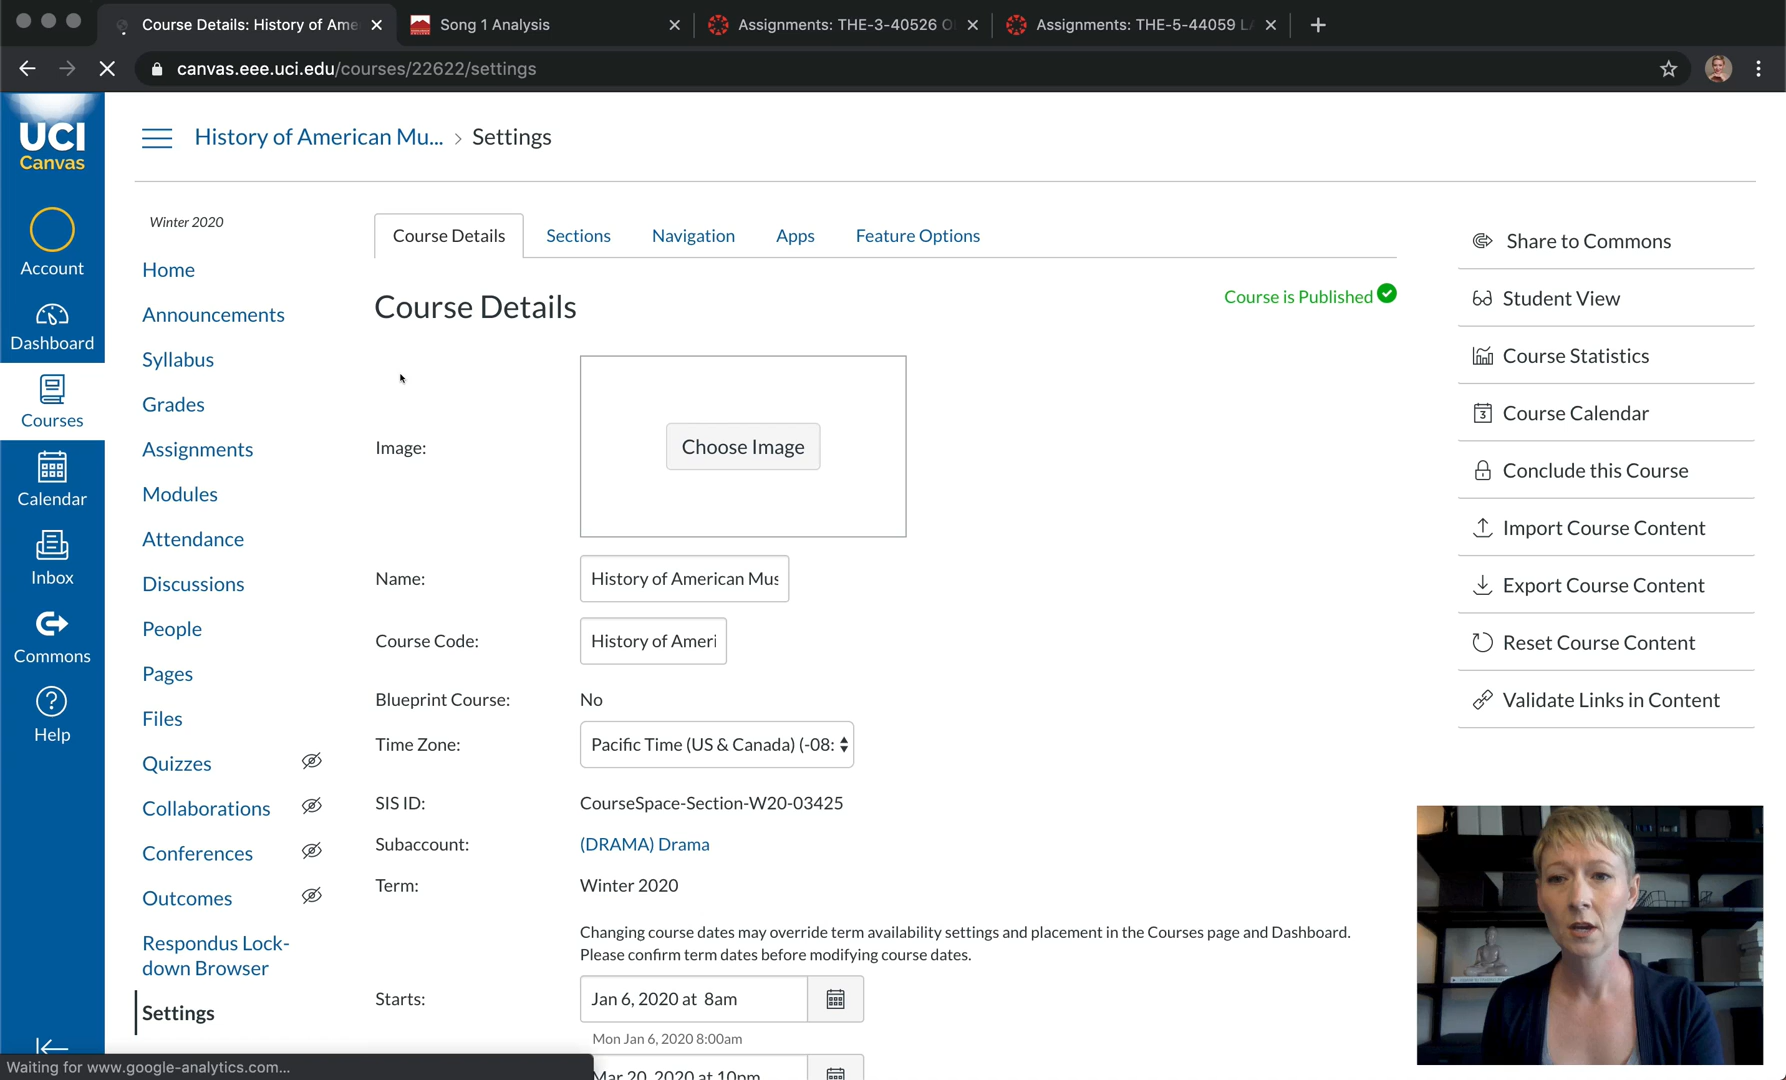 Course Details: History of Ame
Song 1 Analysis
Assignments: THE-3-40526 O
Assignments: THE-5-44059 LA
canvas.eee.uci.edu/courses/22622/settings
UCI
Canvas
Account
Dashboard
Courses
Calendar
Inbox
Commons
Help
History of American Mu... > Settings
Winter 2020
Home
Announcements
Syllabus
Grades
Assignments
Modules
Attendance
Discussions
People
Pages
Files
Quizzes
Collaborations
Conferences
Outcomes
Respondus Lock-
down Browser
Settings
Course Details
Sections
Navigation
Apps
Feature Options
Course Details
Course is Published
Image:
Choose Image
Name:
History of American Mus
Course Code:
History of Ameri
Blueprint Course:
No
Time Zone:
Pacific Time (US & Canada) (-08:
SIS ID:
CourseSpace-Section-W20-03425
Subaccount:
(DRAMA) Drama
Term:
Winter 2020
Changing course dates may override term availability settings and placement in the Courses page and Dashboard.
Please confirm term dates before modifying course dates.
Starts:
Jan 6, 2020 at 8am
Mon Jan 6, 2020 8:00am
Mar 20, 2020 at 10pm
Share to Commons
Student View
Course Statistics
3
Course Calendar
Conclude this Course
Import Course Content
Export Course Content
Reset Course Content
Validate Links in Content
Waiting for www.google-analytics.com...